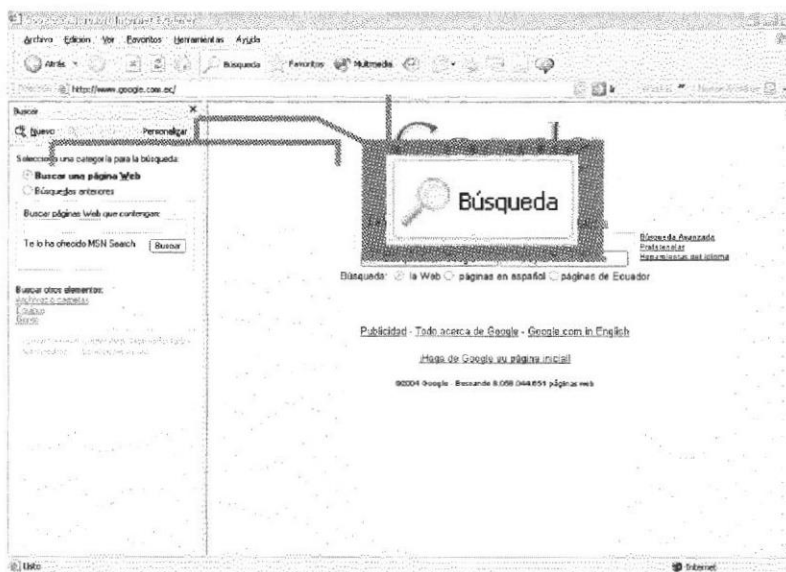 Internet Explorer
Archivo Edición Ver Favoritos Herramientas Ayuda
Atrás Búsqueda Favoritos Multimedia
http://www.google.com.ec/
Buscar
Nuevo Personalizar
Seleccione una categoría para la búsqueda:
Buscar una página Web
Búsquedas anteriores
Buscar páginas Web que contengan:
Te lo ha ofrecido MSN Search Buscar
Buscar otros elementos:
Archivos o carpetas
Equipos
Búsqueda
Búsqueda Avanzada
Preferencias
Herramientas del idioma
Búsqueda: la Web páginas en español páginas de Ecuador
Publicidad - Todo acerca de Google - Google.com in English
¡Haga de Google su página inicial!
©2004 Google - Buscando 8.058.044.651 páginas web
Listo
Internet